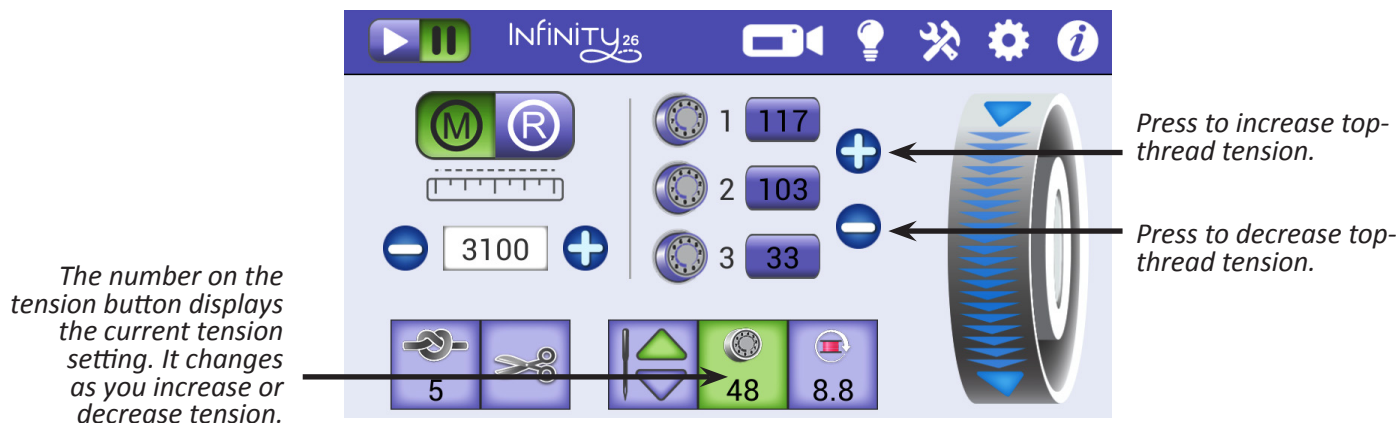 Infinity 26
M R
1 117
2 103
3 33
3100
5
48
8.8
Press to increase top-
thread tension.
Press to decrease top-
thread tension.
The number on the
tension button displays
the current tension
setting. It changes
as you increase or
decrease tension.